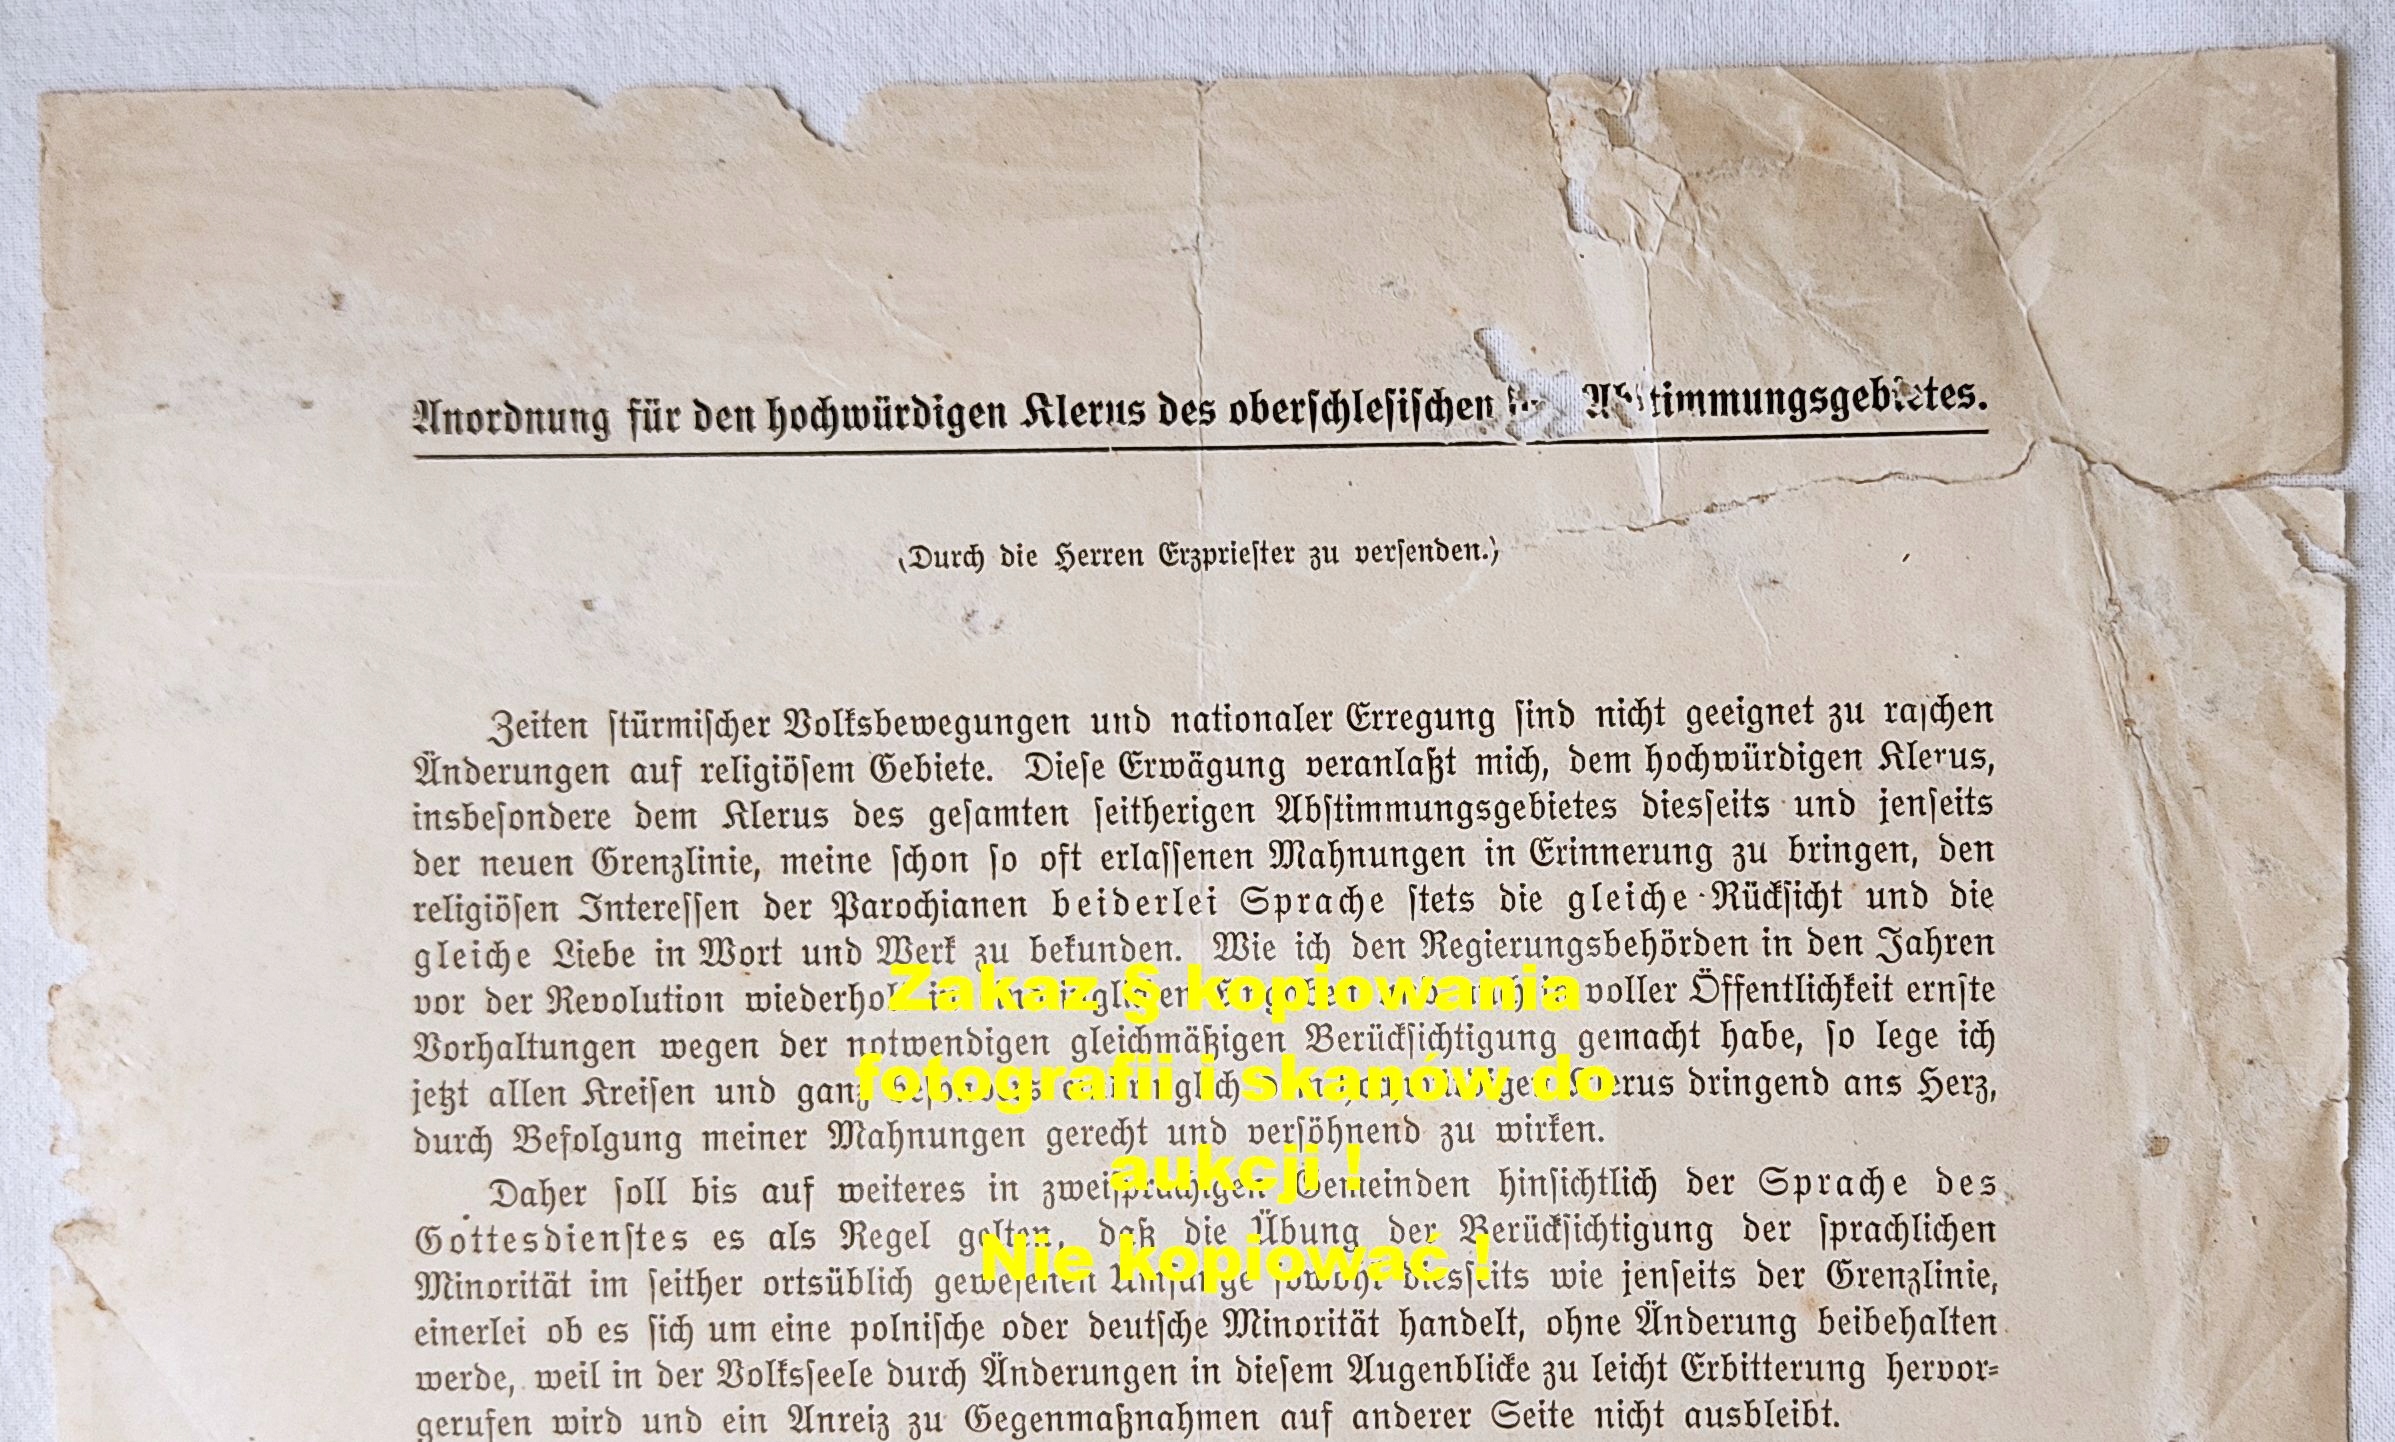 Anordnung für den hochwürdigen Klerus des oberschlesischen Abstimmungsgebietes.
(Durch die Herren Erzpriester zu versenden.)
Zeiten stürmischer Volksbewegungen und nationaler Erregung sind nicht geeignet zu raschen
Änderungen auf religiösem Gebiete. Diese Erwägung veranlaßt mich, dem hochwürdigen Klerus,
insbesondere dem Klerus des gesamten seitherigen Abstimmungsgebietes diesseits und jenseits
der neuen Grenzlinie, meine schon so oft erlassenen Mahnungen in Erinnerung zu bringen, den
religiösen Interessen der Parochianen beiderlei Sprache stets die gleiche Rücksicht und die
gleiche Liebe in Wort und Werk zu bekunden. Wie ich den Regierungsbehörden in den Jahren
vor der Revolution wiederholt in voller Öffentlichkeit ernste
Vorhaltungen wegen der notwendigen gleichmäßigen Berücksichtigung gemacht habe, so lege ich
jetzt allen Kreisen und ganz besonders Klerus dringend ans Herz,
durch Befolgung meiner Mahnungen gerecht und versöhnend zu wirken.
Daher soll bis auf weiteres in zweisprachigen Gemeinden hinsichtlich der Sprache des
Gottesdienstes es als Regel gelten, daß die Übung der Berücksichtigung der sprachlichen
Minorität im seither ortsüblich gewesenen Umfange sowohl diesseits wie jenseits der Grenzlinie,
einerlei ob es sich um eine polnische oder deutsche Minorität handelt, ohne Änderung beibehalten
werde, weil in der Volksseele durch Änderungen in diesem Augenblicke zu leicht Erbitterung hervor-
gerufen wird und ein Anreiz zu Gegenmaßnahmen auf anderer Seite nicht ausbleibt.
Zakaz § kopiowania
fotografii i skanów do
aukcji !
Nie kopiować !